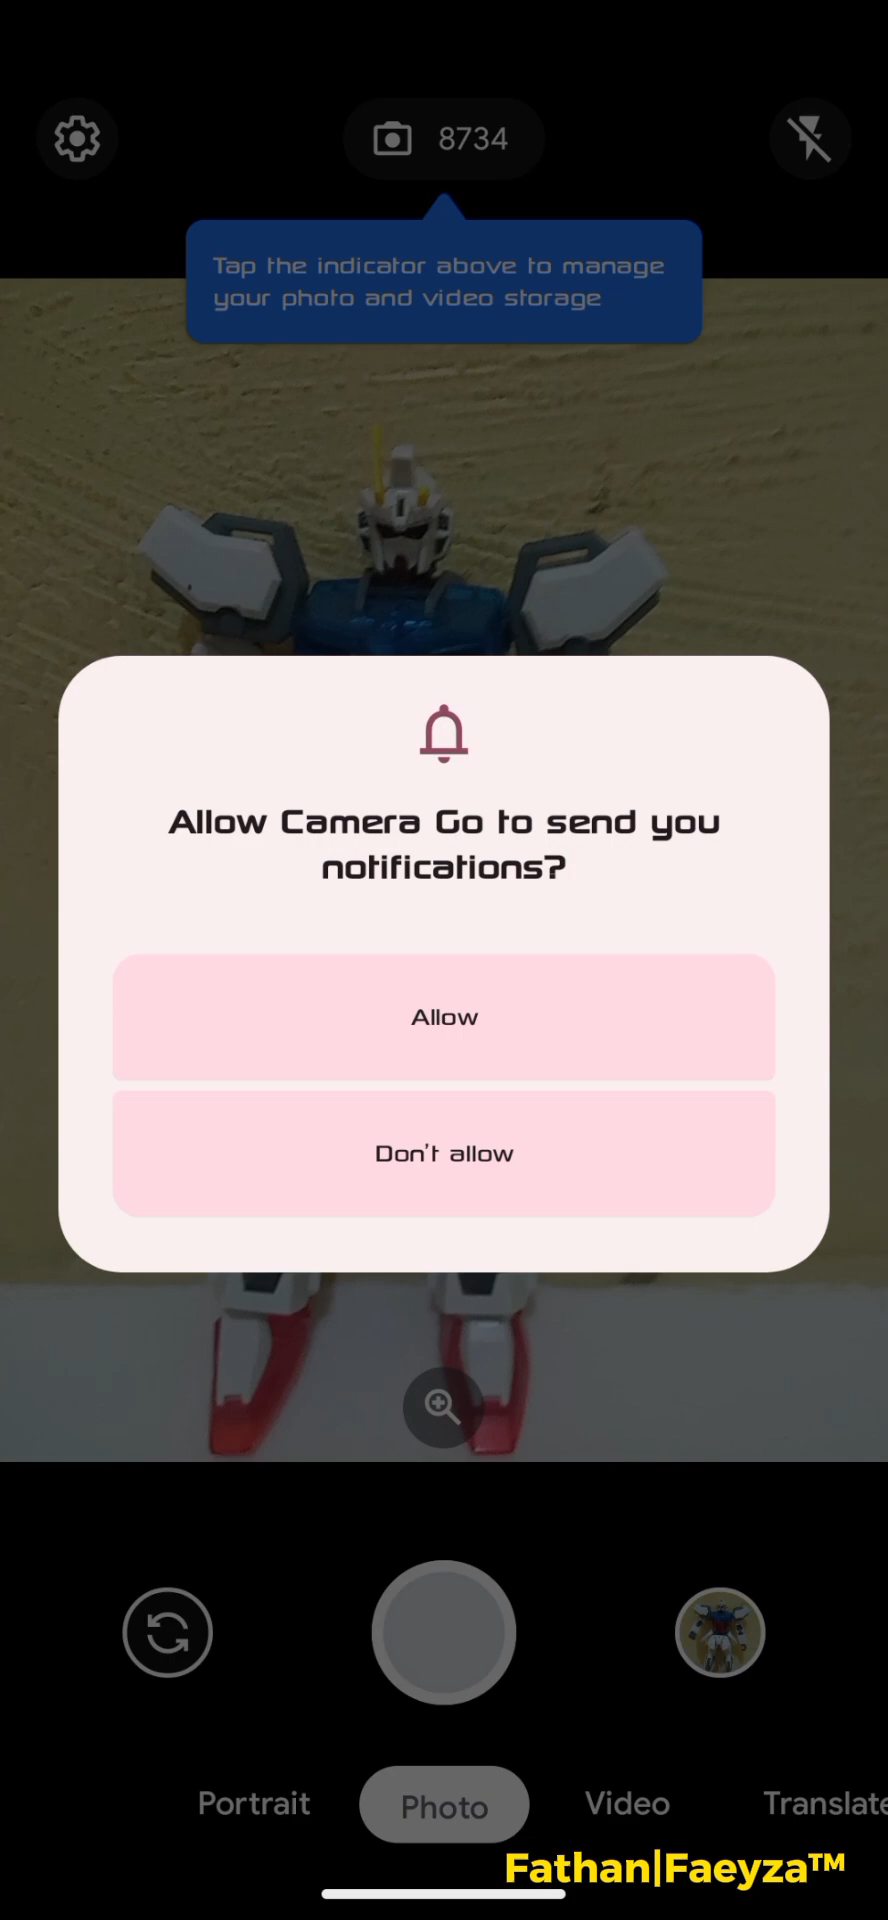 8734
Tap the indicator above to manage
your photo and video storage
Allow Camera Go to send you
notifications?
Allow
Don't allow
Portrait
Photo
Video
Translate
Fathan|Faeyza™